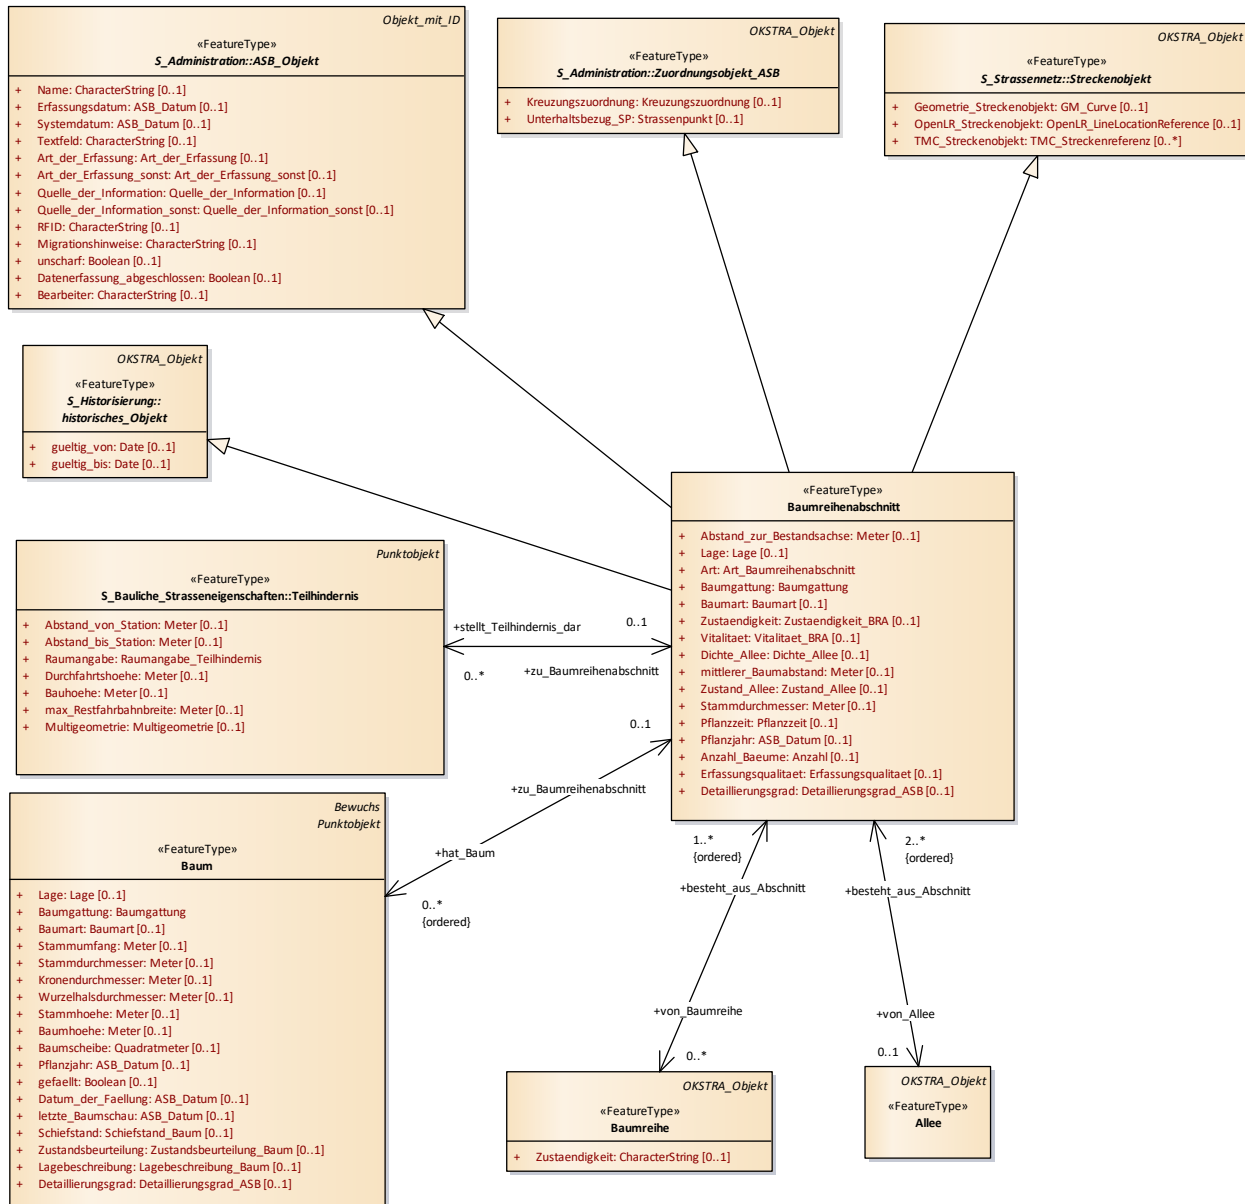 Objekt_mit_ID
«FeatureType»
S_Administration::ASB_Objekt
+ Name: CharacterString [0..1]
+ Erfassungsdatum: ASB_Datum [0..1]
+ Systemdatum: ASB_Datum [0..1]
+ Textfeld: CharacterString [0..1]
+ Art_der_Erfassung: Art_der_Erfassung [0..1]
+ Art_der_Erfassung_sonst: Art_der_Erfassung_sonst [0..1]
+ Quelle_der_Information: Quelle_der_Information [0..1]
+ Quelle_der_Information_sonst: Quelle_der_Information_sonst [0..1]
+ RFID: CharacterString [0..1]
+ Migrationshinweise: CharacterString [0..1]
+ unscharf: Boolean [0..1]
+ Datenerfassung_abgeschlossen: Boolean [0..1]
+ Bearbeiter: CharacterString [0..1]
OKSTRA_Objekt
«FeatureType»
S_Administration::Zuordnungsobjekt_ASB
+ Kreuzungszuordnung: Kreuzungszuordnung [0..1]
+ Unterhaltsbezug_SP: Strassenpunkt [0..1]
OKSTRA_Objekt
«FeatureType»
S_Strassennetz::Streckenobjekt
+ Geometrie_Streckenobjekt: GM_Curve [0..1]
+ OpenLR_Streckenobjekt: OpenLR_LineLocationReference [0..1]
+ TMC_Streckenobjekt: TMC_Streckenreferenz [0..*]
OKSTRA_Objekt
«FeatureType»
S_Historisierung::
historisches_Objekt
+ gueltig_von: Date [0..1]
+ gueltig_bis: Date [0..1]
«FeatureType»
Baumreihenabschnitt
+ Abstand_zur_Bestandsachse: Meter [0..1]
+ Lage: Lage [0..1]
+ Art: Art_Baumreihenabschnitt
+ Baumgattung: Baumgattung
+ Baumart: Baumart [0..1]
+ Zustaendigkeit: Zustaendigkeit_BRA [0..1]
+ Vitalitaet: Vitalitaet_BRA [0..1]
+ Dichte_Allee: Dichte_Allee [0..1]
+ mittlerer_Baumabstand: Meter [0..1]
+ Zustand_Allee: Zustand_Allee [0..1]
+ Stammdurchmesser: Meter [0..1]
+ Pflanzzeit: Pflanzzeit [0..1]
+ Pflanzjahr: ASB_Datum [0..1]
+ Anzahl_Baeume: Anzahl [0..1]
+ Erfassungsqualitaet: Erfassungsqualitaet [0..1]
+ Detaillierungsgrad: Detaillierungsgrad_ASB [0..1]
Punktobjekt
«FeatureType»
S_Bauliche_Strasseneigenschaften::Teilhindernis
+ Abstand_von_Station: Meter [0..1]
+ Abstand_bis_Station: Meter [0..1]
+ Raumangabe: Raumangabe_Teilhindernis
+ Durchfahrtshoehe: Meter [0..1]
+ Bauhoehe: Meter [0..1]
+ max_Restfahrbahnbreite: Meter [0..1]
+ Multigeometrie: Multigeometrie [0..1]
+stellt_Teilhindernis_dar
0..1
0..*
+zu_Baumreihenabschnitt
0..1
+zu_Baumreihenabschnitt
+hat_Baum
0..*
{ordered}
Bewuchs
Punktobjekt
«FeatureType»
Baum
+ Lage: Lage [0..1]
+ Baumgattung: Baumgattung
+ Baumart: Baumart [0..1]
+ Stammumfang: Meter [0..1]
+ Stammdurchmesser: Meter [0..1]
+ Kronendurchmesser: Meter [0..1]
+ Wurzelhalsdurchmesser: Meter [0..1]
+ Stammhoehe: Meter [0..1]
+ Baumhoehe: Meter [0..1]
+ Baumscheibe: Quadratmeter [0..1]
+ Pflanzjahr: ASB_Datum [0..1]
+ gefaellt: Boolean [0..1]
+ Datum_der_Faellung: ASB_Datum [0..1]
+ letzte_Baumschau: ASB_Datum [0..1]
+ Schiefstand: Schiefstand_Baum [0..1]
+ Zustandsbeurteilung: Zustandsbeurteilung_Baum [0..1]
+ Lagebeschreibung: Lagebeschreibung_Baum [0..1]
+ Detaillierungsgrad: Detaillierungsgrad_ASB [0..1]
1..*
{ordered}
+besteht_aus_Abschnitt
+von_Baumreihe
0..*
2..*
{ordered}
+besteht_aus_Abschnitt
+von_Allee
0..1
OKSTRA_Objekt
«FeatureType»
Baumreihe
+ Zustaendigkeit: CharacterString [0..1]
OKSTRA_Objekt
«FeatureType»
Allee